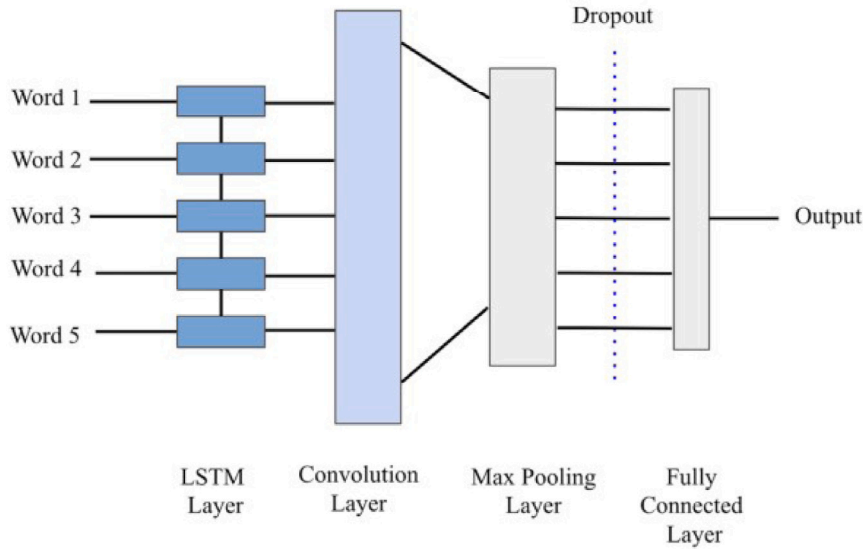 Dropout
Word 1
Word 2
Word 3
Word 4
Word 5
Output
LSTM
Layer
Convolution
Layer
Max Pooling
Layer
Fully
Connected
Layer